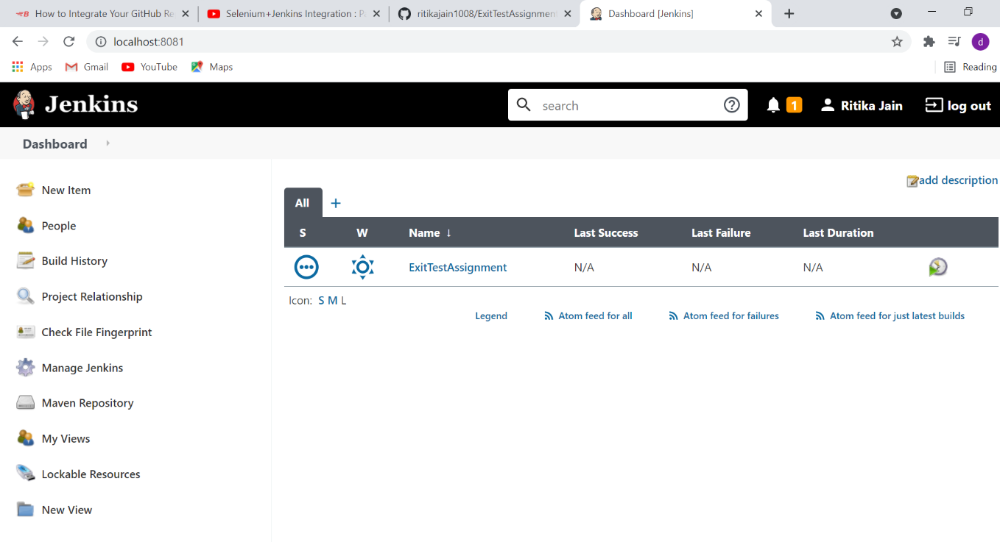 How to Integrate Your GitHub Re
Selenium+Jenkins Integration : Pa
ritikajain1008/ExitTestAssignment
Dashboard [Jenkins]
localhost:8081
d
Apps Gmail YouTube Maps Reading
Jenkins search 1 Ritika Jain log out
Dashboard
New Item
People
Build History
Project Relationship
Check File Fingerprint
Manage Jenkins
Maven Repository
My Views
Lockable Resources
New View
add description
All +
S W Name ↓ Last Success Last Failure Last Duration
ExitTestAssignment N/A N/A N/A
Icon: S M L
Legend Atom feed for all Atom feed for failures Atom feed for just latest builds